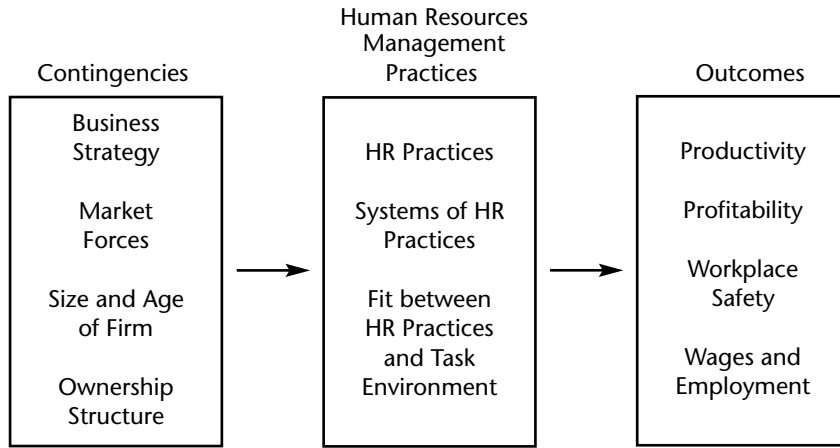 Contingencies
Business
Strategy
Market
Forces
Size and Age
of Firm
Ownership
Structure
Human Resources
Management
Practices
HR Practices
Systems of HR
Practices
Fit between
HR Practices
and Task
Environment
Outcomes
Productivity
Profitability
Workplace
Safety
Wages and
Employment